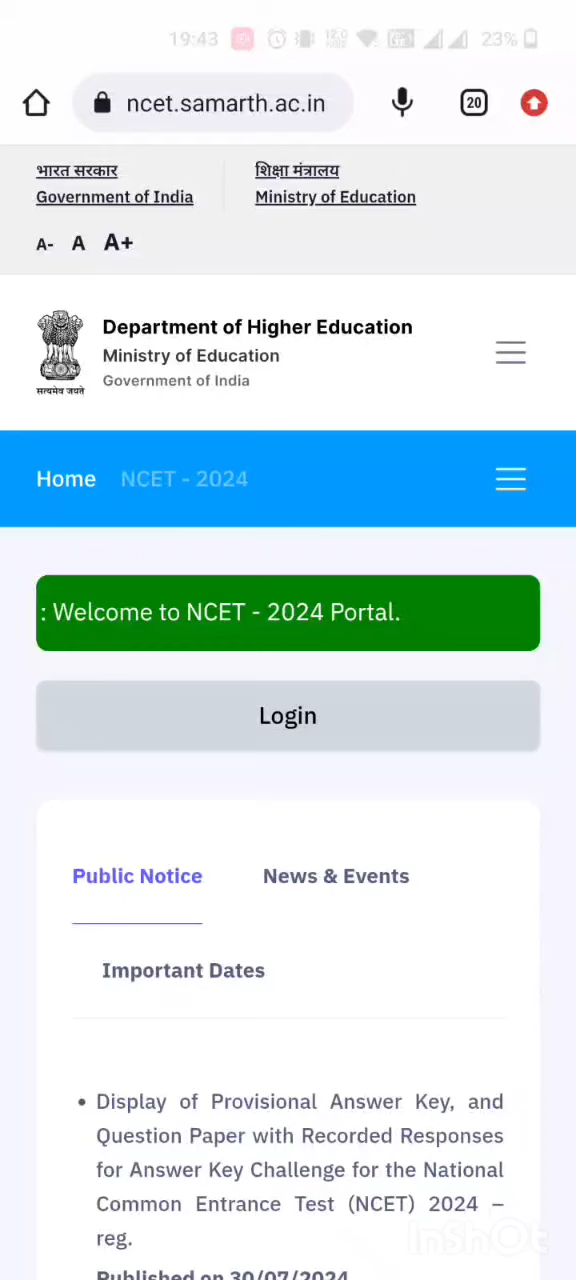 19:43
23%
ncet.samarth.ac.in
20
भारत सरकार
शिक्षा मंत्रालय
Government of India
Ministry of Education
A- A A+
Department of Higher Education
Ministry of Education
Government of India
सत्यमेव जयते
Home NCET - 2024
: Welcome to NCET - 2024 Portal.
Login
Public Notice
News & Events
Important Dates
• Display of Provisional Answer Key, and
Question Paper with Recorded Responses
for Answer Key Challenge for the National
Common Entrance Test (NCET) 2024 –
reg.
Published on 30/07/2024
InShOt